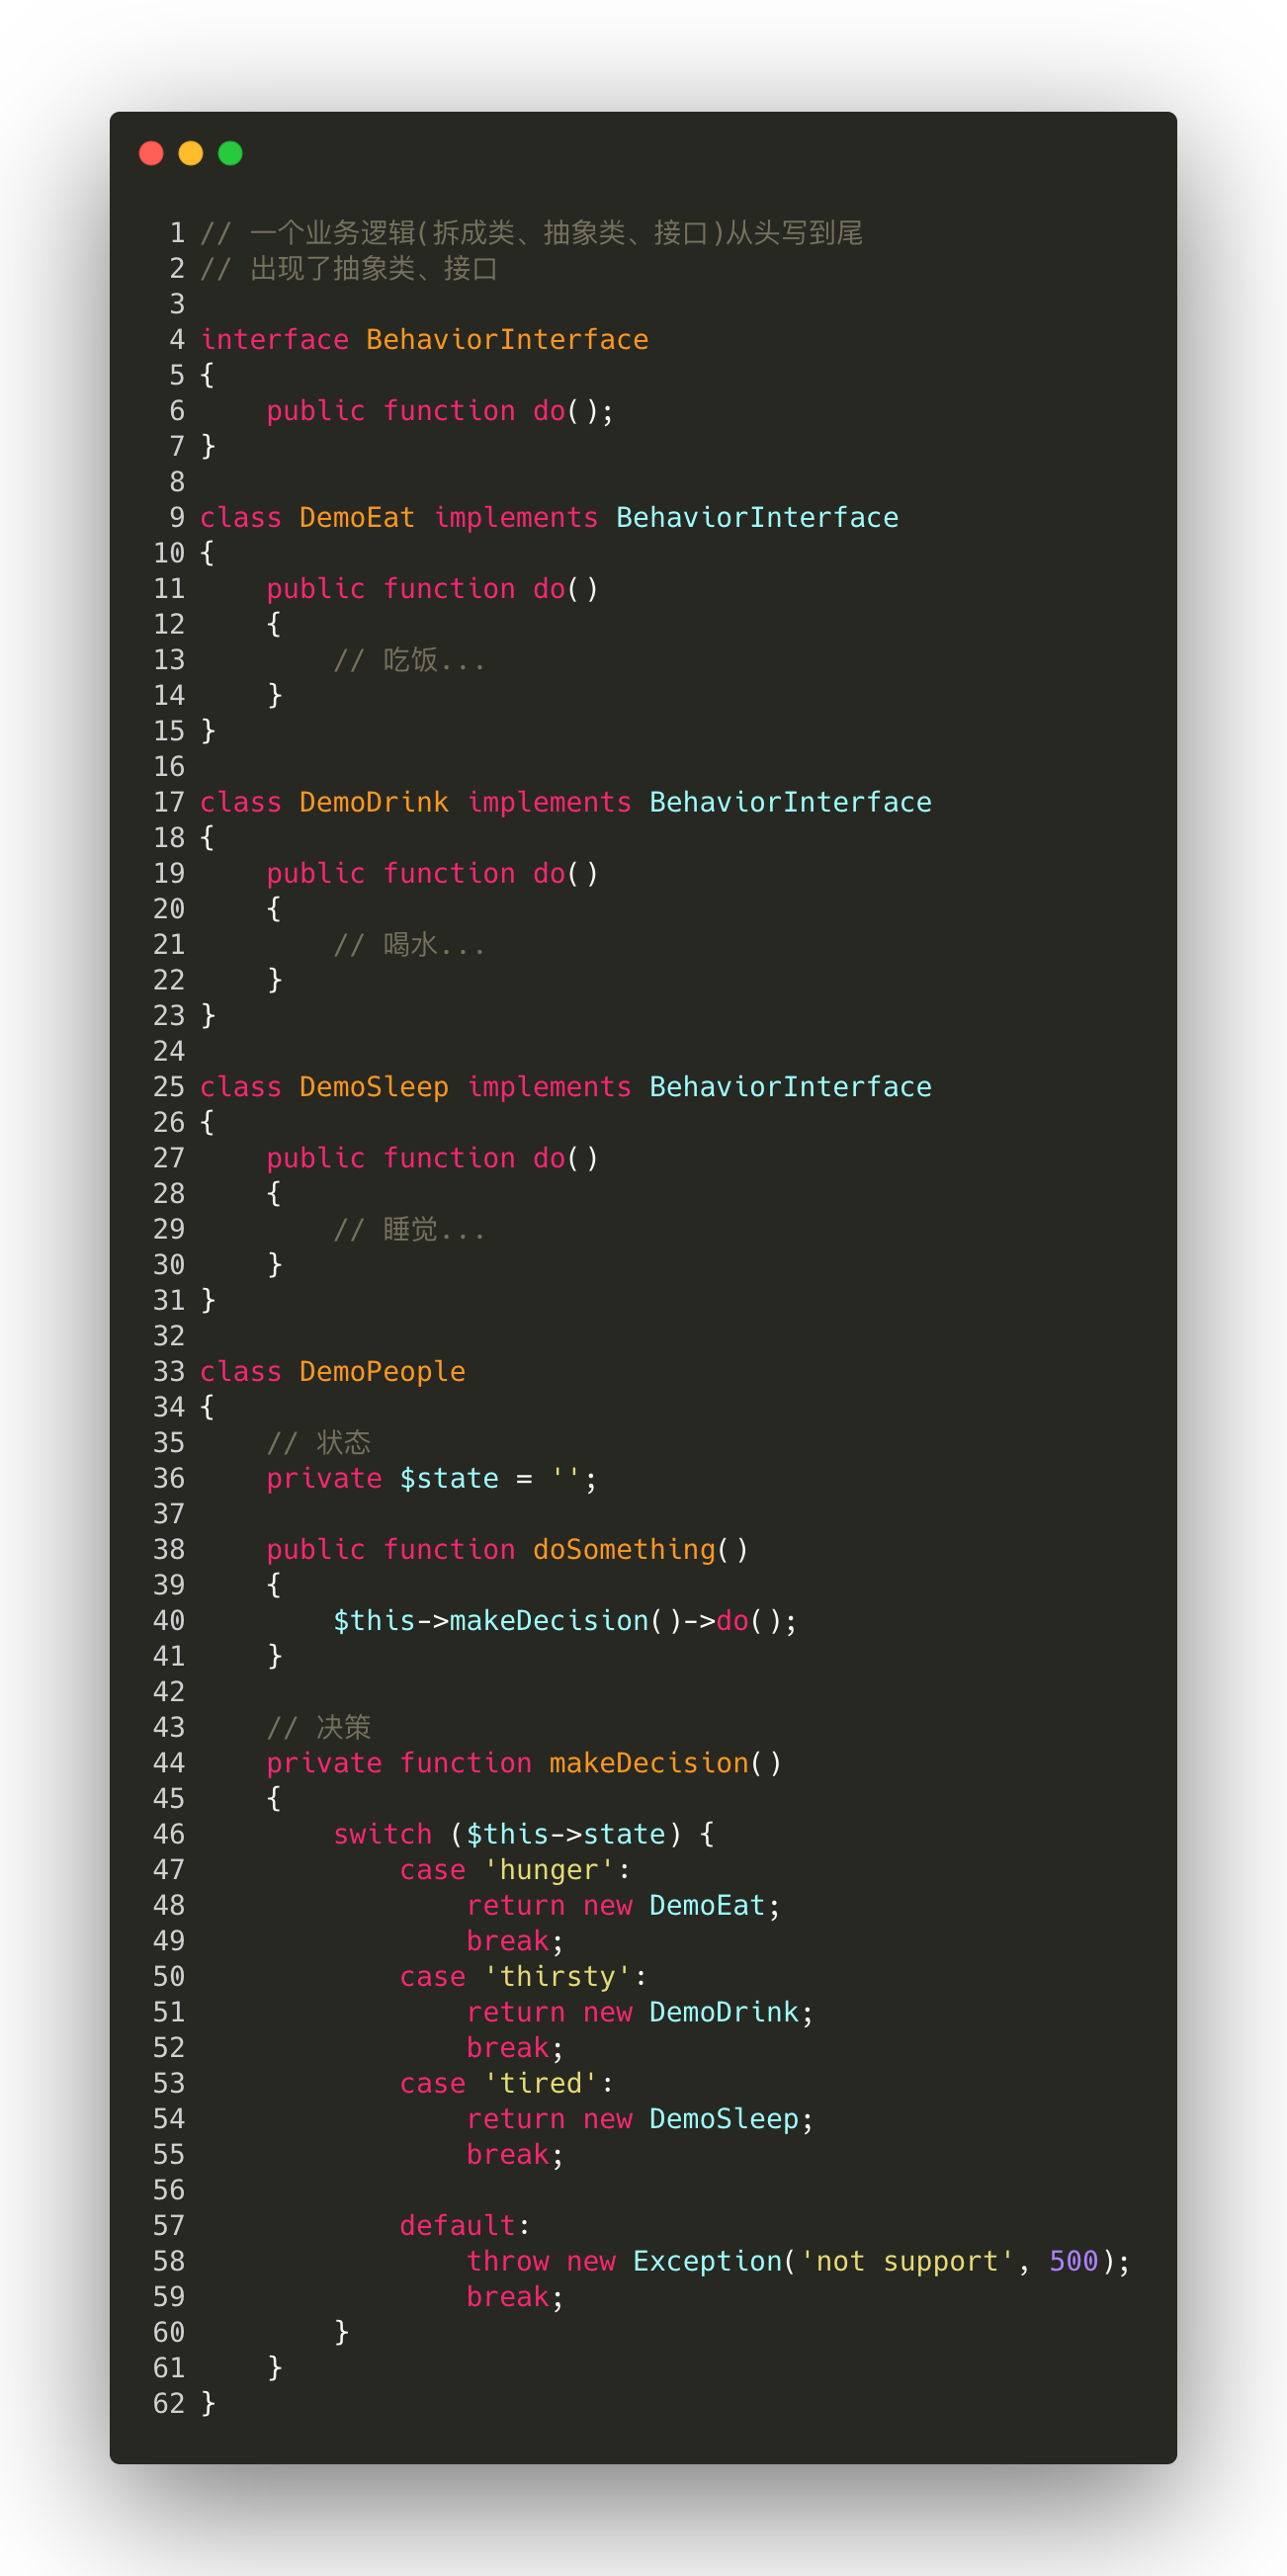 1 // 一个业务逻辑(拆成类、抽象类、接口)从头写到尾
2 // 出现了抽象类、接口
3
4 interface BehaviorInterface
5 {
6     public function do();
7 }
8
9 class DemoEat implements BehaviorInterface
10 {
11     public function do()
12     {
13         // 吃饭...
14     }
15 }
16
17 class DemoDrink implements BehaviorInterface
18 {
19     public function do()
20     {
21         // 喝水...
22     }
23 }
24
25 class DemoSleep implements BehaviorInterface
26 {
27     public function do()
28     {
29         // 睡觉...
30     }
31 }
32
33 class DemoPeople
34 {
35     // 状态
36     private $state = '';
37
38     public function doSomething()
39     {
40         $this->makeDecision()->do();
41     }
42
43     // 决策
44     private function makeDecision()
45     {
46         switch ($this->state) {
47             case 'hunger':
48                 return new DemoEat;
49                 break;
50             case 'thirsty':
51                 return new DemoDrink;
52                 break;
53             case 'tired':
54                 return new DemoSleep;
55                 break;
56
57             default:
58                 throw new Exception('not support', 500);
59                 break;
60         }
61     }
62 }